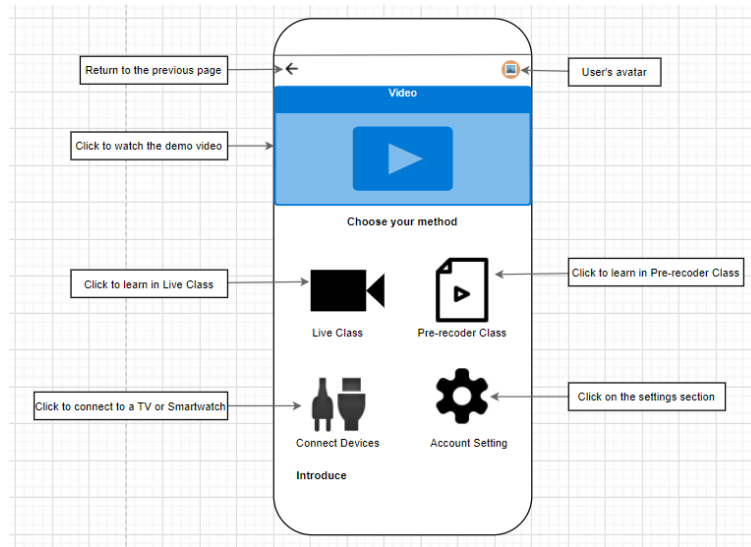 Return to the previous page
User's avatar
Video
Click to watch the demo video
Choose your method
Click to learn in Live Class
Click to learn in Pre-recoder Class
Live Class
Pre-recoder Class
Click to connect to a TV or Smartwatch
Click on the settings section
Connect Devices
Account Setting
Introduce